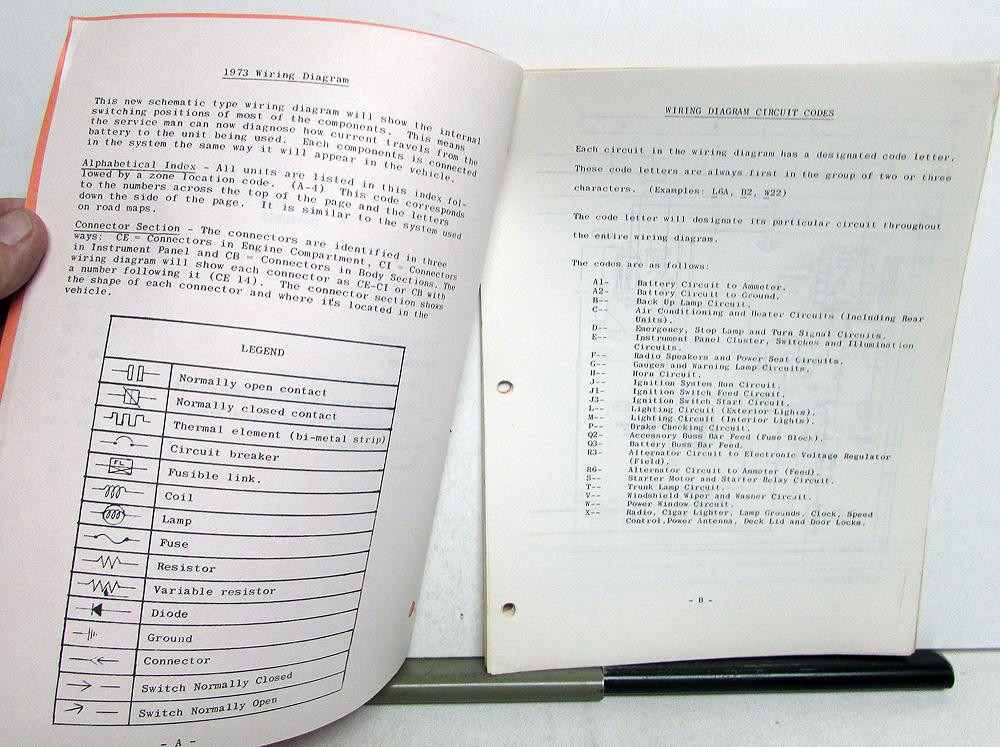 1973 Wiring Diagram
This new schematic type wiring diagram will show the internal
switching positions of most of the components. This means
the service man can now diagnose how current travels from the
battery to the unit being used. Each components is connected
in the system the same way it will appear in the vehicle.
Alphabetical Index - All units are listed in this index fol-
lowed by a zone location code. (A-4) This code corresponds
to the numbers across the top of the page and the letters
down the side of the page. It is similar to the system used
on road maps.
Connector Section - The connectors are identified in three
ways: CE = Connectors in Engine Compartment, CI = Connectors
in Instrument Panel and CB = Connectors in Body Sections. The
wiring diagram will show each connector as CE-CI or CB with
a number following it (CE 14). The connector section shows
the shape of each connector and where it's located in the
vehicle.
LEGEND
Normally open contact
Normally closed contact
Thermal element (bi-metal strip)
Circuit breaker
FL
Fusible link.
Coil
Lamp
Fuse
Resistor
Variable resistor
Diode
Ground
Connector
Switch Normally Closed
Switch Normally Open
- A -
WIRING DIAGRAM CIRCUIT CODES
Each circuit in the wiring diagram has a designated code letter.
These code letters are always first in the group of two or three
characters. (Examples: L6A, B2, W22)
The code letter will designate its particular circuit throughout
the entire wiring diagram.
The codes are as follows:
A1- Battery Circuit to Ammeter.
A2- Battery Circuit to Ground.
B-- Back Up Lamp Circuit.
C-- Air Conditioning and Heater Circuits (Including Rear
Units).
D-- Emergency, Stop Lamp and Turn Signal Circuits.
E-- Instrument Panel Cluster, Switches and Illumination
Circuits.
F-- Radio Speakers and Power Seat Circuits.
G-- Gauges and Warning Lamp Circuits.
H-- Horn Circuit.
J-- Ignition System Run Circuit.
J1- Ignition Switch Feed Circuit.
J3- Ignition Switch Start Circuit.
L-- Lighting Circuit (Exterior Lights).
M-- Lighting Circuit (Interior Lights).
P-- Brake Checking Circuit.
Q2- Accessory Buss Bar Feed (Fuse Block).
Q3- Battery Buss Bar Feed.
R3- Alternator Circuit to Electronic Voltage Regulator
(Field).
R6- Alternator Circuit to Ammeter (Feed).
S-- Starter Motor and Starter Relay Circuit.
T-- Trunk Lamp Circuit.
V-- Windshield Wiper and Washer Circuit.
W-- Power Window Circuit.
X-- Radio, Cigar Lighter, Lamp Grounds, Clock, Speed
Control,Power Antenna, Deck Lid and Door Locks.
- B -